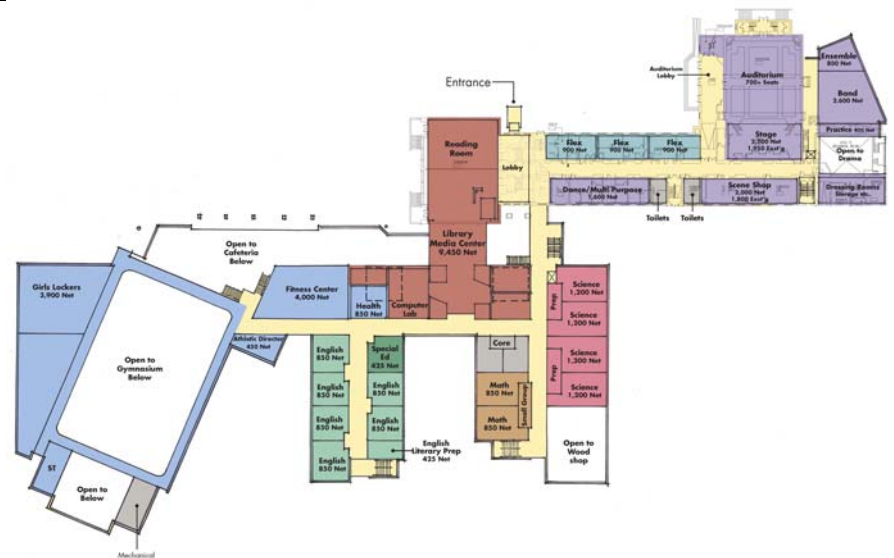 Entrance
Auditorium
Lobby
Auditorium
700+ Seats
Ensemble
800 Net
Band
2,600 Net
Practice 905 Net
Open to
Drama
Stage
Flex
900 Net
Flex
900 Net
Flex
900 Net
Lobby
Reading
Room
Dance/Multi Purpose
1,600 Net
Toilets
Toilets
Scene Shop
Dressing Rooms
Storage etc.
Library
Media Center
9,450 Net
Open to
Cafeteria
Below
Girls Lockers
3,900 Net
Fitness Center
4,000 Net
Health
850 Net
Computer
Lab
Prep
Science
1,200 Net
Science
1,200 Net
Prep
Science
1,200 Net
Science
1,200 Net
Athletic Director
450 Net
Open to
Gymnasium
Below
English
850 Net
English
850 Net
English
850 Net
English
850 Net
Special
Ed
425 Net
English
850 Net
English
850 Net
English
Literary Prep
425 Net
Core
Math
850 Net
Math
850 Net
Small Group
Open to
Wood
shop
ST
Open to
Below
Mechanical